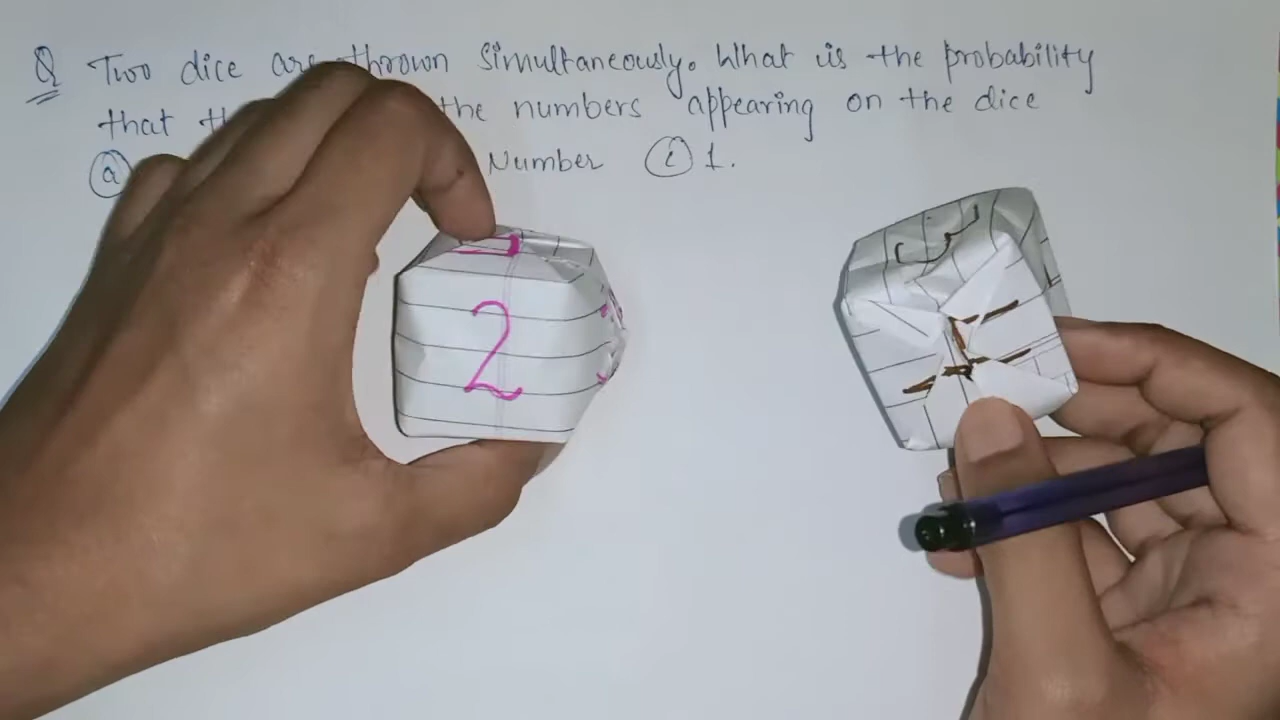 Q Two dice are thrown simultaneously. What is the probability
that the numbers appearing on the dice
(a) Number (i) 1.
2